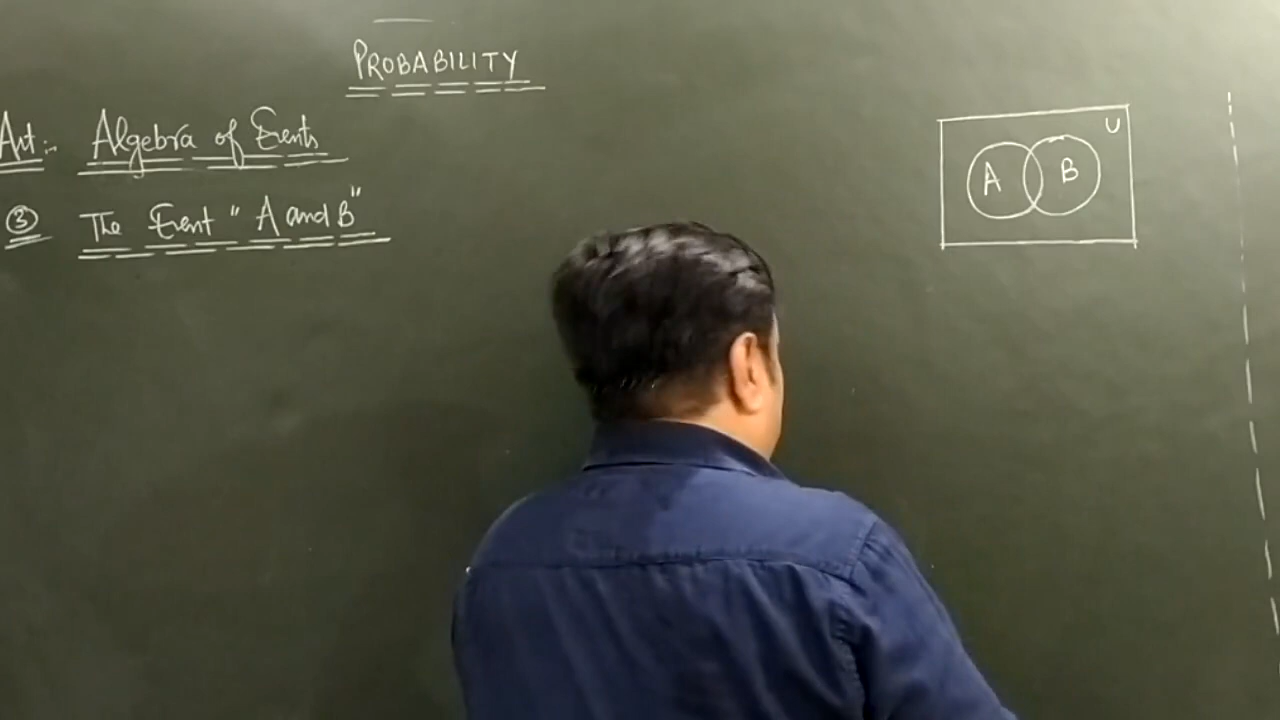 PROBABILITY
Art:- Algebra of Events
③ The Event "A and B"
U
A B